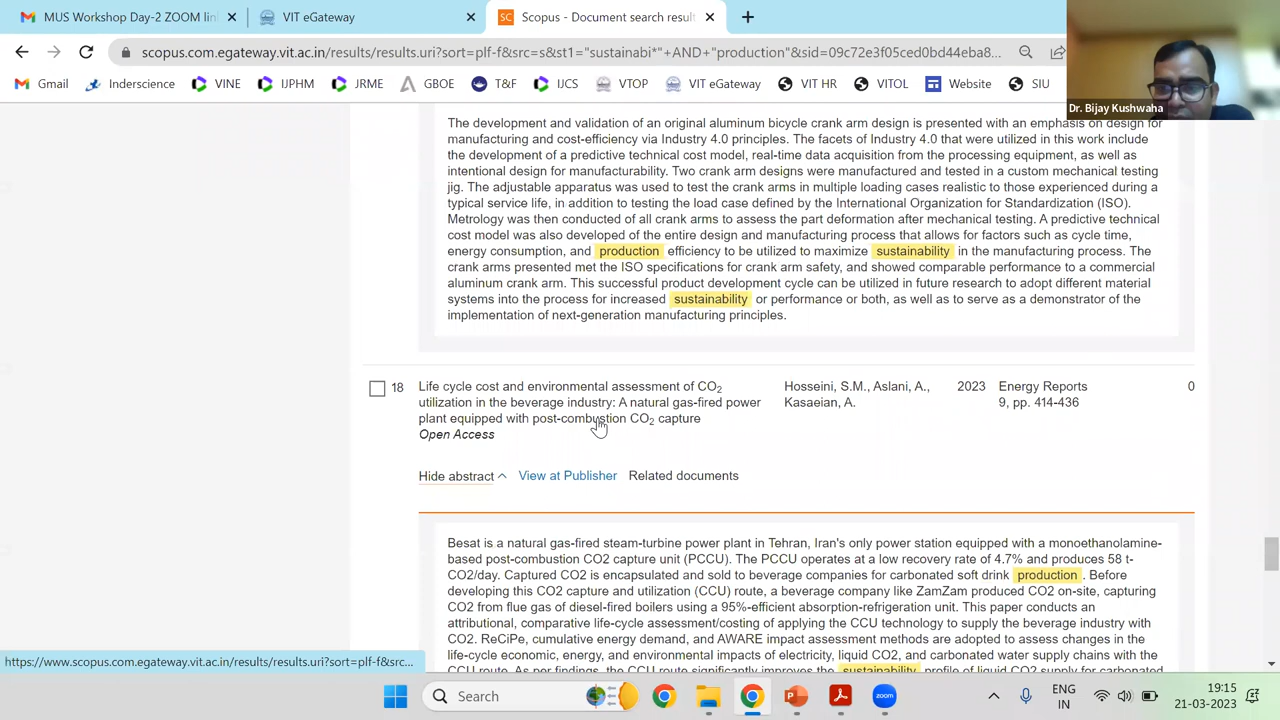 MUS Workshop Day-2 ZOOM lin
VIT eGateway
Scopus - Document search result
scopus.com.egateway.vit.ac.in/results/results.uri?sort=plf-f&src=s&st1="sustainabi*"+AND+"production"&sid=09c72e3f05ced0bd44eba8...
Gmail
Inderscience
VINE
IJPHM
JRME
GBOE
T&F
IJCS
VTOP
VIT eGateway
VIT HR
VITOL
Website
SIU
Dr. Bijay Kushwaha
The development and validation of an original aluminum bicycle crank arm design is presented with an emphasis on design for
manufacturing and cost-efficiency via Industry 4.0 principles. The facets of Industry 4.0 that were utilized in this work include
the development of a predictive technical cost model, real-time data acquisition from the processing equipment, as well as
intentional design for manufacturability. Two crank arm designs were manufactured and tested in a custom mechanical testing
jig. The adjustable apparatus was used to test the crank arms in multiple loading cases realistic to those experienced during a
typical service life, in addition to testing the load case defined by the International Organization for Standardization (ISO).
Metrology was then conducted of all crank arms to assess the part deformation after mechanical testing. A predictive technical
cost model was also developed of the entire design and manufacturing process that allows for factors such as cycle time,
energy consumption, and production efficiency to be utilized to maximize sustainability in the manufacturing process. The
crank arms presented met the ISO specifications for crank arm safety, and showed comparable performance to a commercial
aluminum crank arm. This successful product development cycle can be utilized in future research to adopt different material
systems into the process for increased sustainability or performance or both, as well as to serve as a demonstrator of the
implementation of next-generation manufacturing principles.
18
Life cycle cost and environmental assessment of CO2
utilization in the beverage industry: A natural gas-fired power
plant equipped with post-combustion CO2 capture
Open Access
Hosseini, S.M., Aslani, A.,
Kasaeian, A.
2023
Energy Reports
9, pp. 414-436
0
Hide abstract
View at Publisher
Related documents
Besat is a natural gas-fired steam-turbine power plant in Tehran, Iran's only power station equipped with a monoethanolamine-
based post-combustion CO2 capture unit (PCCU). The PCCU operates at a low recovery rate of 4.7% and produces 58 t-
CO2/day. Captured CO2 is encapsulated and sold to beverage companies for carbonated soft drink production. Before
developing this CO2 capture and utilization (CCU) route, a beverage company like ZamZam produced CO2 on-site, capturing
CO2 from flue gas of diesel-fired boilers using a 95%-efficient absorption-refrigeration unit. This paper conducts an
attributional, comparative life-cycle assessment/costing of applying the CCU technology to supply the beverage industry with
CO2. ReCiPe, cumulative energy demand, and AWARE impact assessment methods are adopted to assess changes in the
life-cycle economic, energy, and environmental impacts of electricity, liquid CO2, and carbonated water supply chains with the
CCU route. As per findings, the CCU route significantly improves the sustainability profile of liquid CO2 supply for carbonated
https://www.scopus.com.egateway.vit.ac.in/results/results.uri?sort=plf-f&src...
Search
zoom
ENG
IN
19:15
21-03-2023